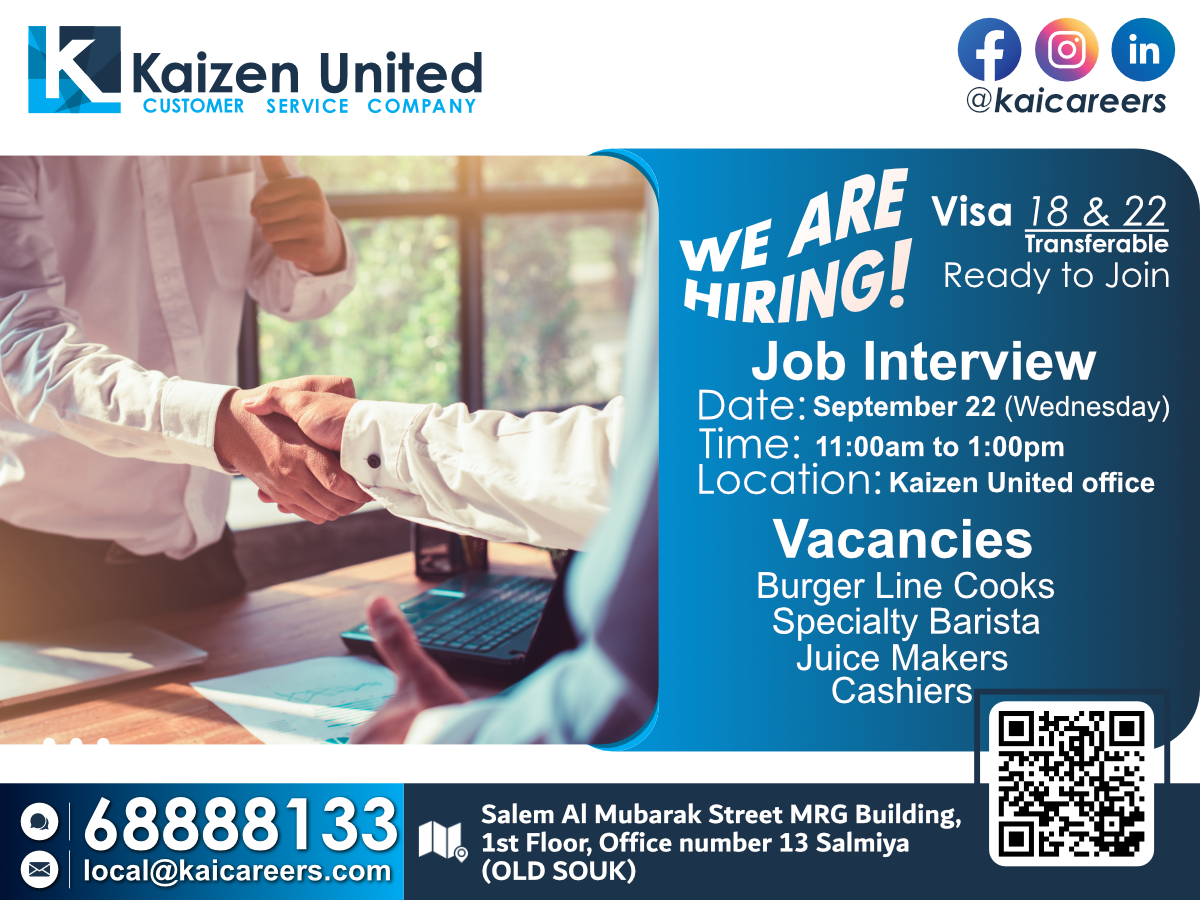 K
Kaizen United
CUSTOMER SERVICE COMPANY
f
in
@kaicareers
WE ARE
HIRING!
Visa 18 & 22
Transferable
Ready to Join
Job Interview
Date: September 22 (Wednesday)
Time: 11:00am to 1:00pm
Location: Kaizen United office
Vacancies
Burger Line Cooks
Specialty Barista
Juice Makers
Cashiers
68888133
local@kaicareers.com
Salem Al Mubarak Street MRG Building,
1st Floor, Office number 13 Salmiya
(OLD SOUK)